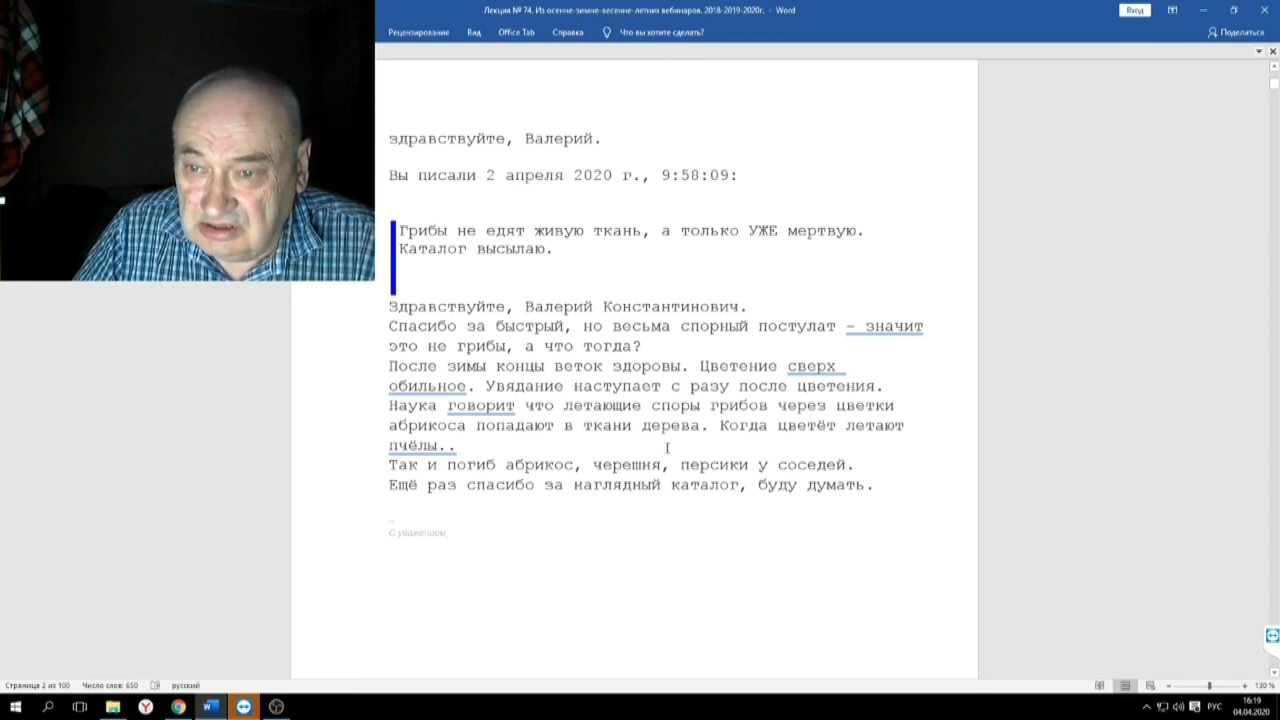 Лекция № 74. Из осенне-зимне-весенне-летних вебинаров. 2018-2019-2020г. - Word
Вход
Рецензирование Вид Office Tab Справка Что вы хотите сделать? Поделиться
здравствуйте, Валерий.
Вы писали 2 апреля 2020 г., 9:58:09:
Грибы не едят живую ткань, а только УЖЕ мертвую.
Каталог высылаю.
Здравствуйте, Валерий Константинович.
Спасибо за быстрый, но весьма спорный постулат – значит
это не грибы, а что тогда?
После зимы концы веток здоровы. Цветение сверх
обильное. Увядание наступает с разу после цветения.
Наука говорит что летающие споры грибов через цветки
абрикоса попадают в ткани дерева. Когда цветёт летают
пчёлы..
Так и погиб абрикос, черешня, персики у соседей.
Ещё раз спасибо за наглядный каталог, буду думать.
--
С уважением,
Страница 2 из 100 Число слов: 650 русский 130 %
РУС
16:19
04.04.2020